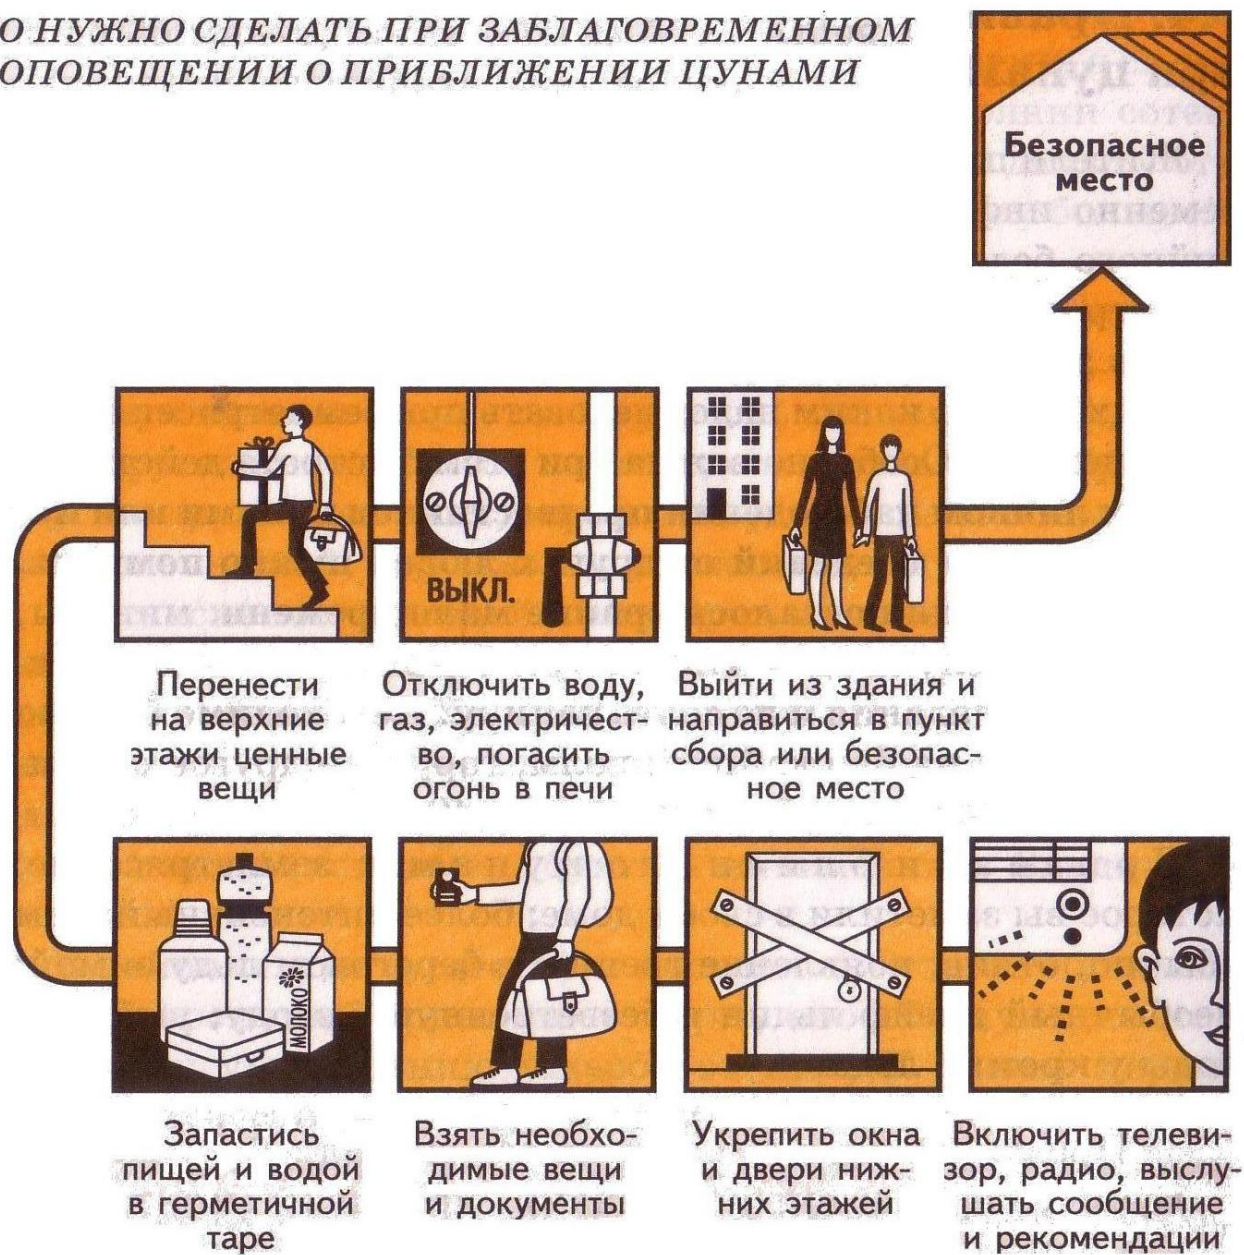 О НУЖНО СДЕЛАТЬ ПРИ ЗАБЛАГОВРЕМЕННОМ
ОПОВЕЩЕНИИ О ПРИБЛИЖЕНИИ ЦУНАМИ
Безопасное
место
ВЫКЛ.
Перенести
на верхние
этажи ценные
вещи
Отключить воду,
газ, электричест-
во, погасить
огонь в печи
Выйти из здания и
направиться в пункт
сбора или безопас-
ное место
МОЛОКО
Запастись
пищей и водой
в герметичной
таре
Взять необхо-
димые вещи
и документы
Укрепить окна
и двери ниж-
них этажей
Включить телеви-
зор, радио, выслу-
шать сообщение
и рекомендации